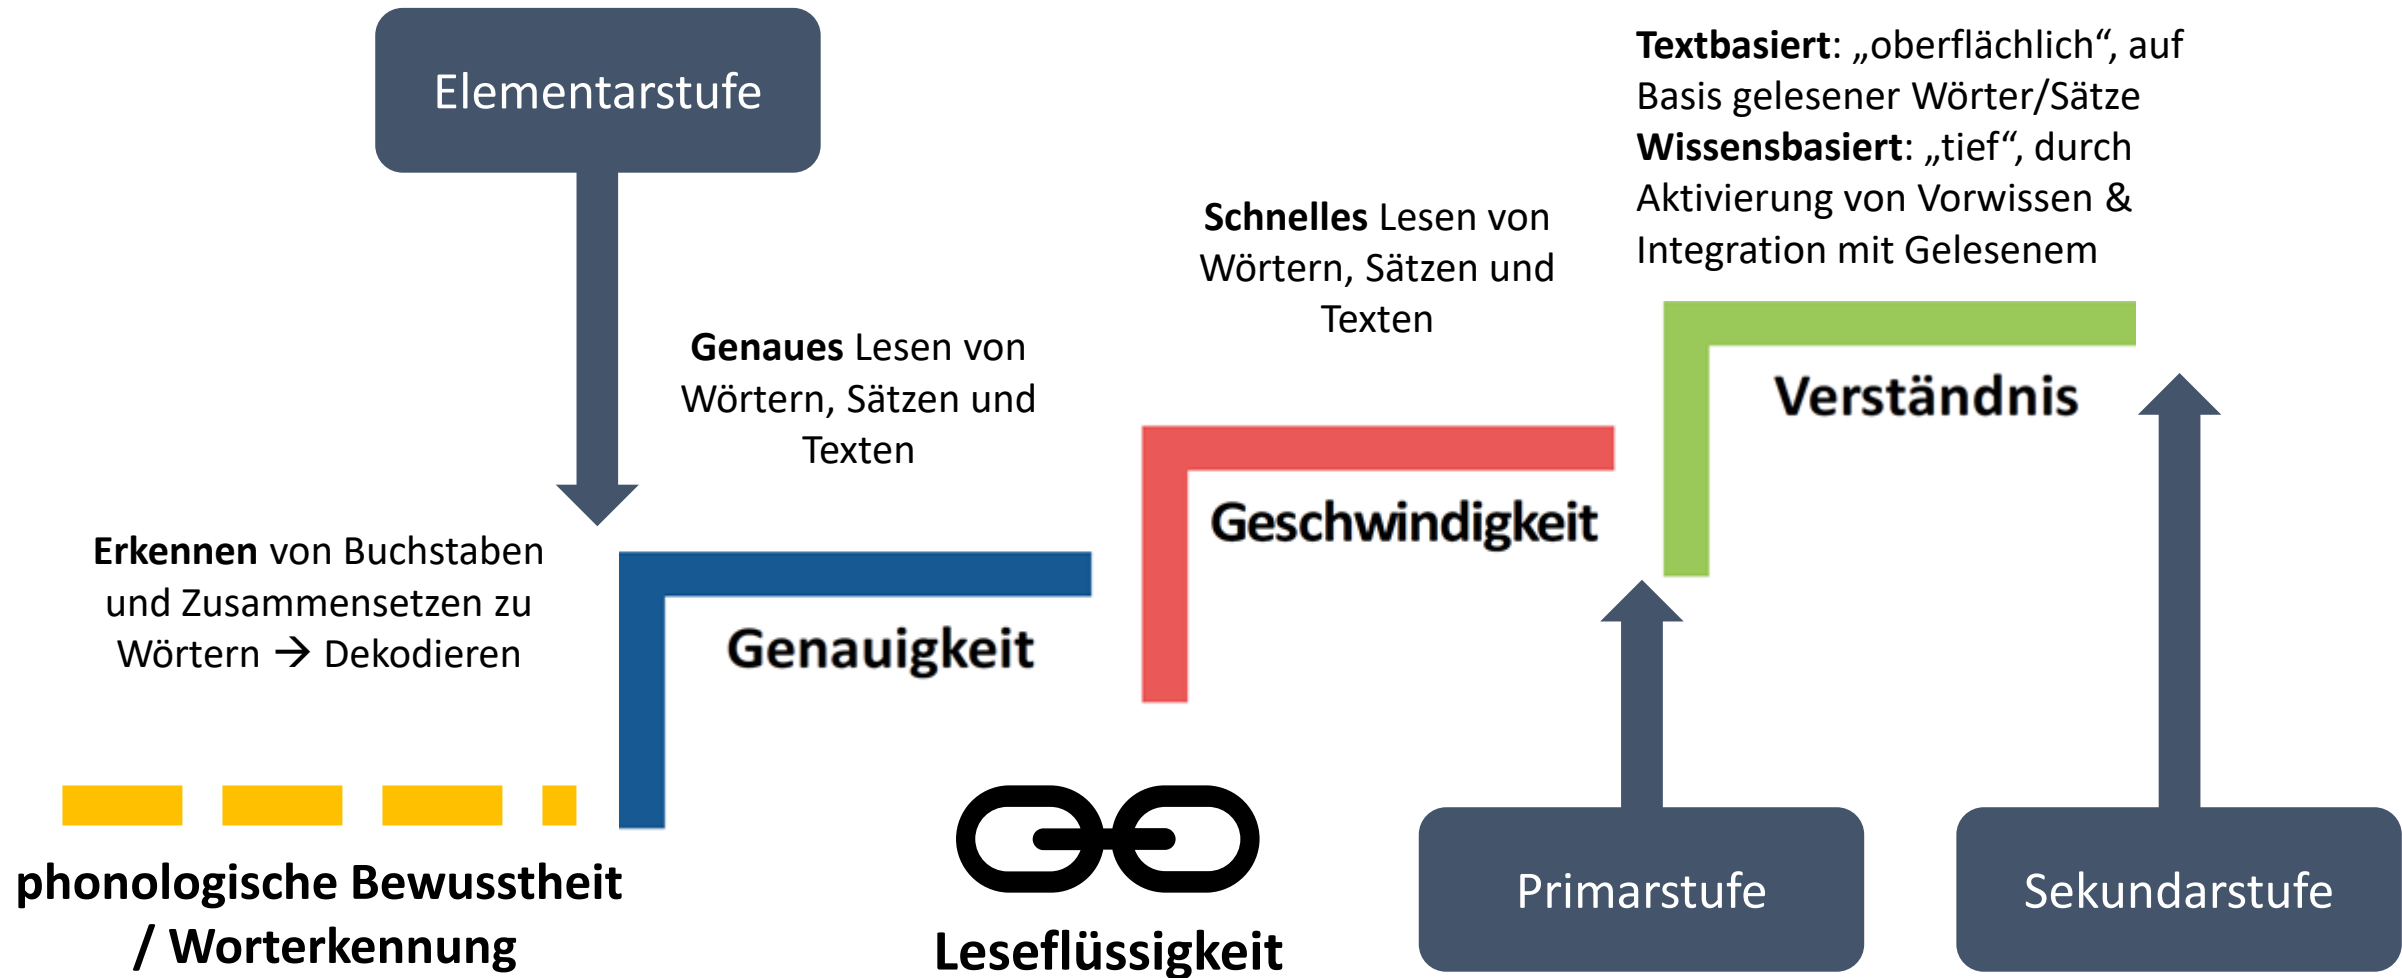 Elementarstufe
Textbasiert: „oberflächlich“, auf
Basis gelesener Wörter/Sätze
Wissensbasiert: „tief“, durch
Aktivierung von Vorwissen &
Integration mit Gelesenem
Schnelles Lesen von
Wörtern, Sätzen und
Texten
Genaues Lesen von
Wörtern, Sätzen und
Texten
Erkennen von Buchstaben
und Zusammensetzen zu
Wörtern → Dekodieren
Verständnis
Geschwindigkeit
Genauigkeit
phonologische Bewusstheit
/ Worterkennung
Leseflüssigkeit
Primarstufe
Sekundarstufe